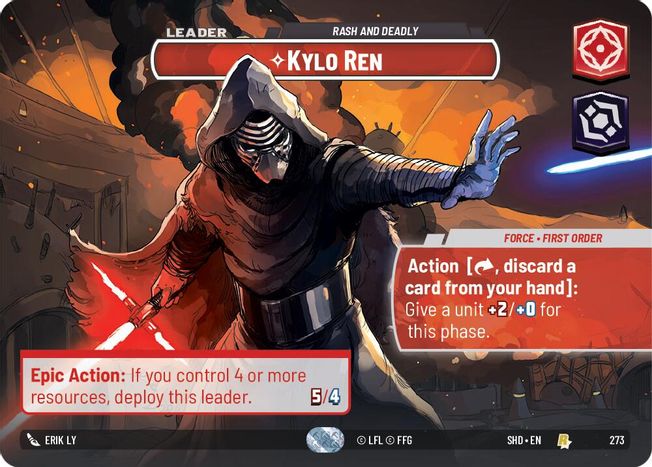 LEADER
RASH AND DEADLY
KYLO REN
FORCE • FIRST ORDER
Action [, discard a
card from your hand]:
Give a unit +2/+0 for
this phase.
Epic Action: If you control 4 or more
resources, deploy this leader.
5/4
ERIK LY
© LFL © FFG
SHD • EN
R
273